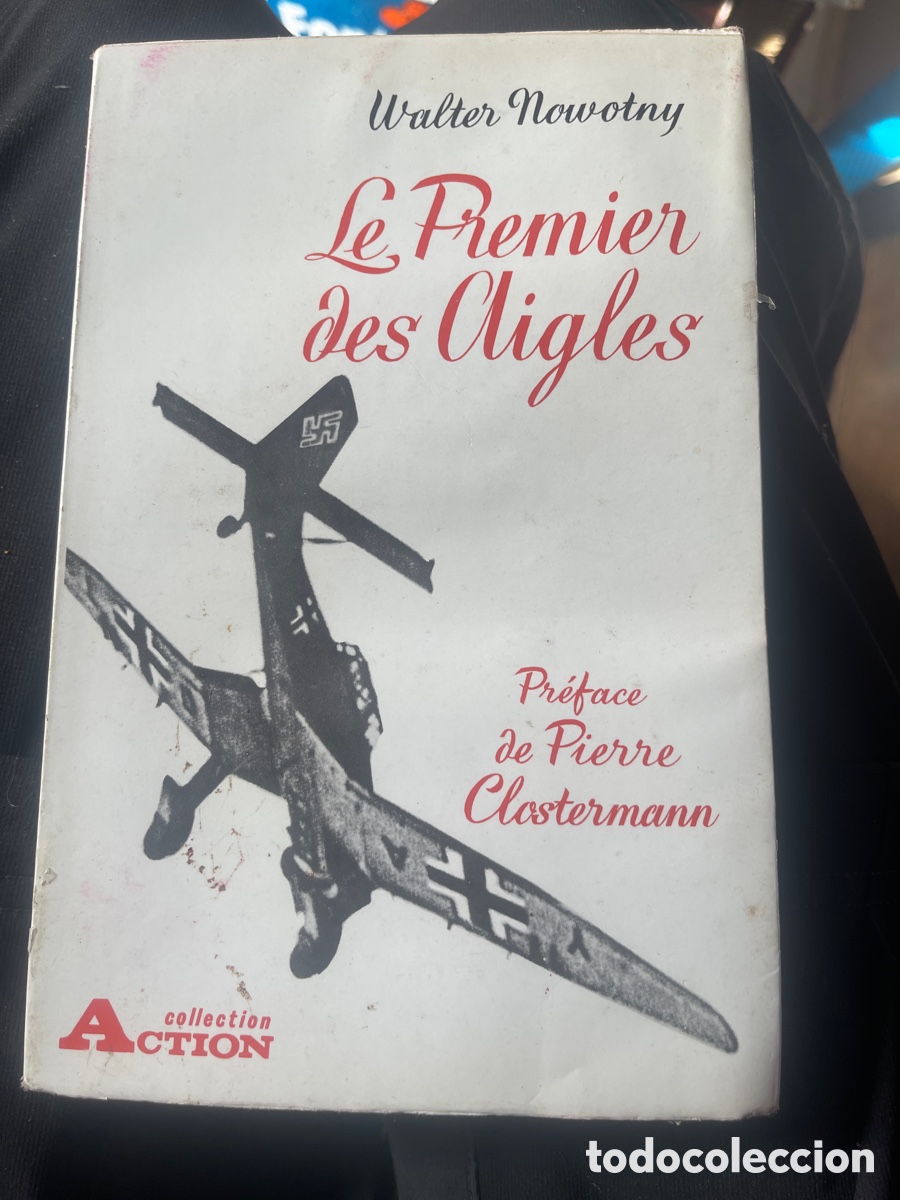 Walter Nowotny
Le Premier
des Aigles
Préface
de Pierre
Clostermann
collection
ACTION
todocoleccion